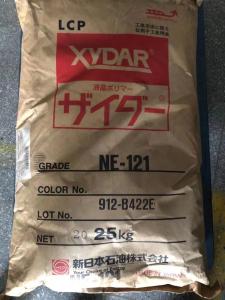 LCP
XYDAR®
液晶ポリマー
ザイダー
GRADE NE-121
COLOR No. 912-B422E
LOT No.
NET 20 25kg
新日本石油株式会社